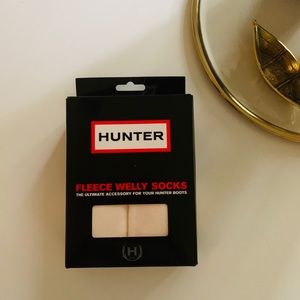 HUNTER
FLEECE WELLY SOCKS
THE ULTIMATE ACCESSORY FOR YOUR HUNTER BOOTS
H